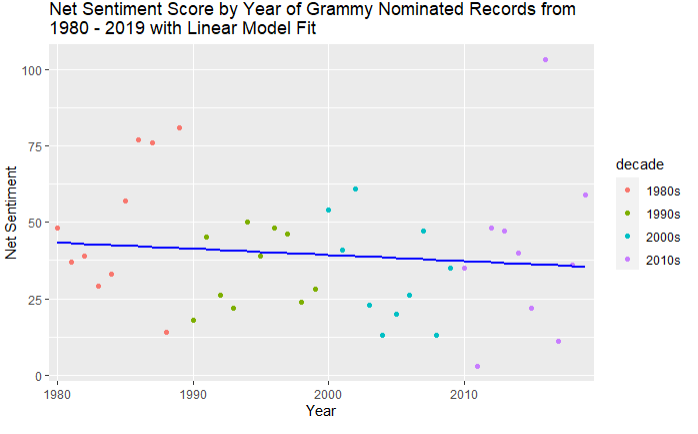 Net Sentiment Score by Year of Grammy Nominated Records from
1980 - 2019 with Linear Model Fit
100
75
50
25
0
Net Sentiment
1980
1990
2000
2010
Year
decade
1980s
1990s
2000s
2010s